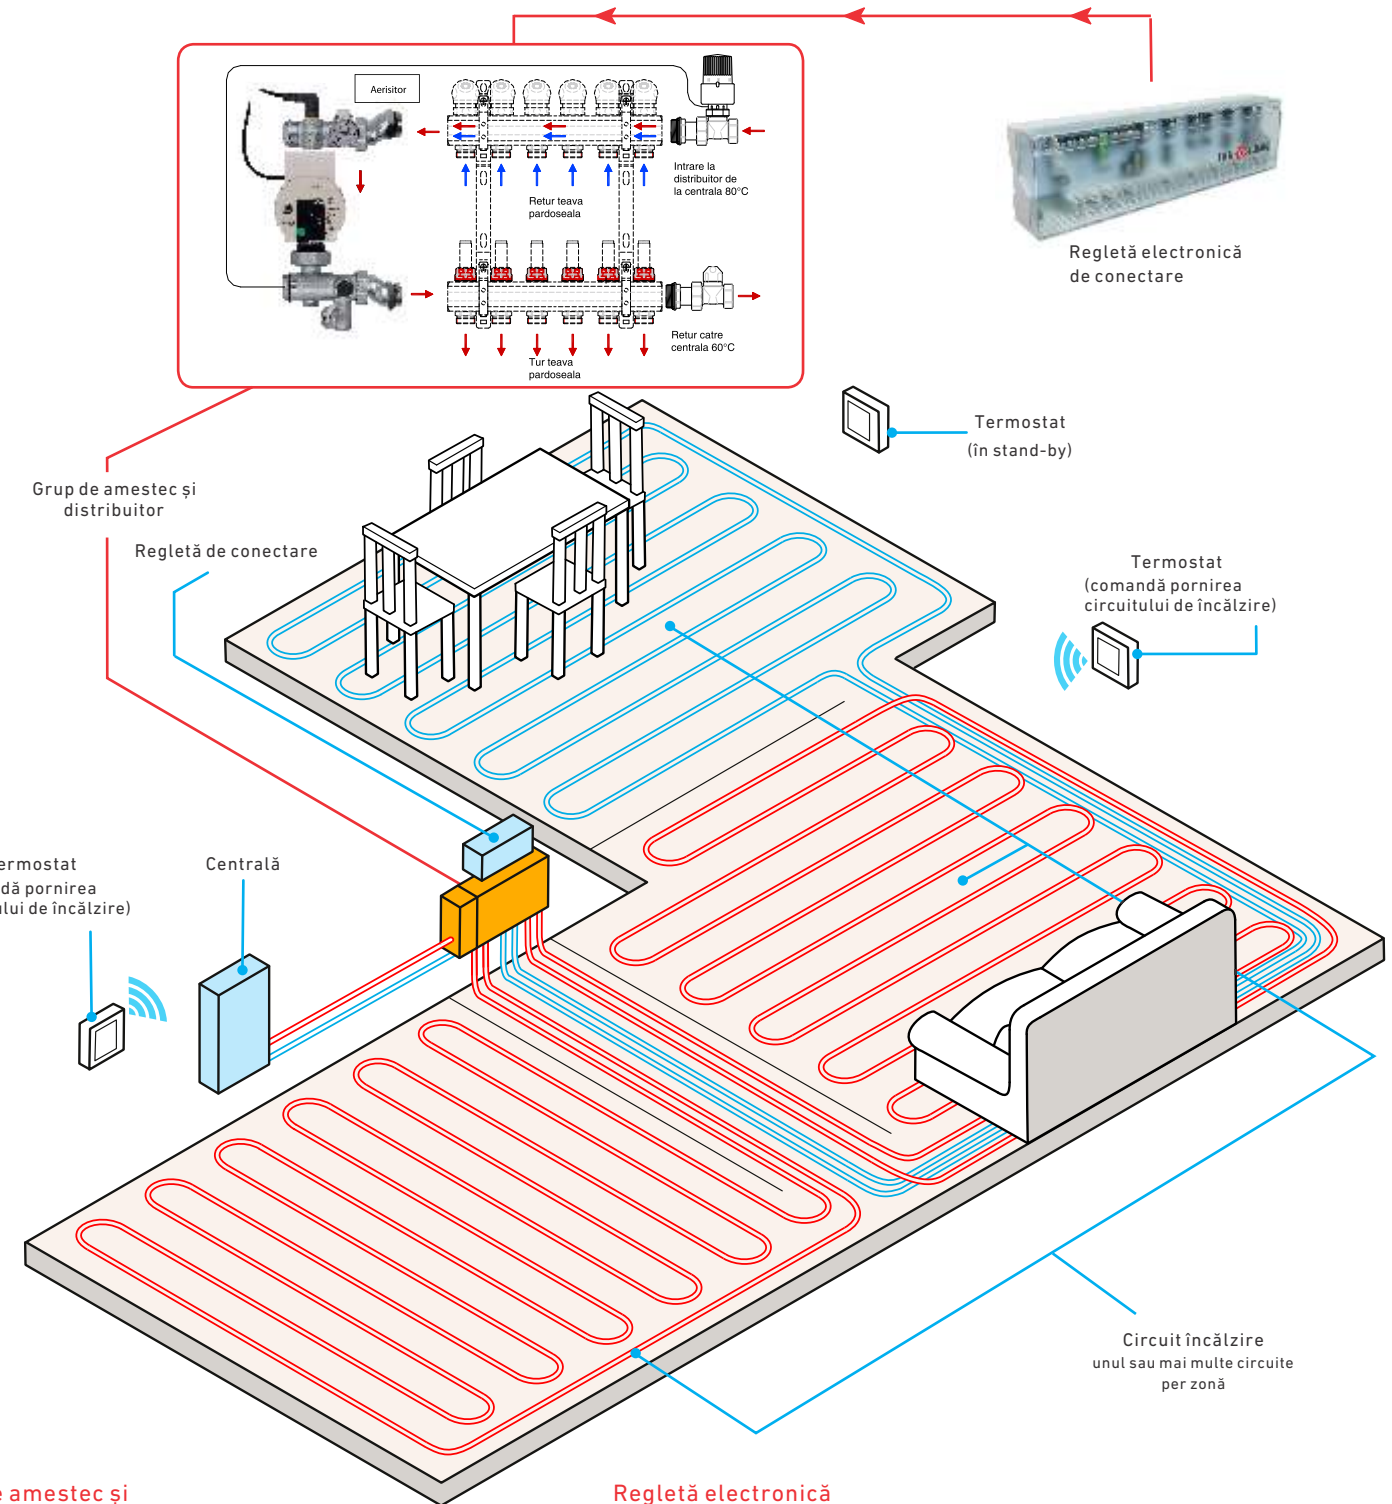 Aerisitor
Intrare la
distribuitor de
la centrala 80°C
Retur teava
pardoseala
Retur catre
centrala 60°C
Tur teava
pardoseala
Regletă electronică
de conectare
Termostat
(în stand-by)
Grup de amestec și
distribuitor
Regletă de conectare
Termostat
(comandă pornirea
circuitului de încălzire)
ermostat
dă pornirea
ului de încălzire)
Centrală
Circuit încălzire
unul sau mai multe circuite
per zonă
e amestec și
Regletă electronică